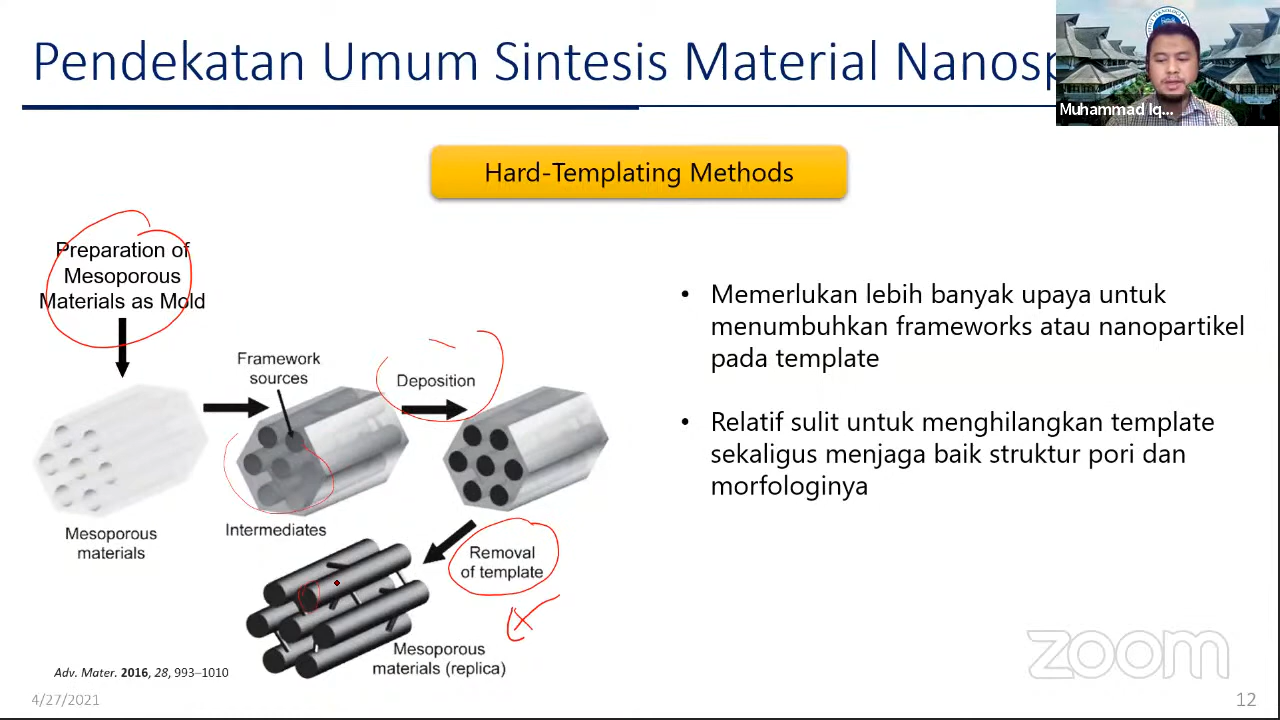 Pendekatan Umum Sintesis Material Nanosp
Muhammad Iq...
Hard-Templating Methods
Preparation of
Mesoporous
Materials as Mold
Framework
sources
Deposition
Mesoporous
materials
Intermediates
Removal
of template
Mesoporous
materials (replica)
• Memerlukan lebih banyak upaya untuk
menumbuhkan frameworks atau nanopartikel
pada template
• Relatif sulit untuk menghilangkan template
sekaligus menjaga baik struktur pori dan
morfologinya
Adv. Mater. 2016, 28, 993–1010
4/27/2021
zoom
12